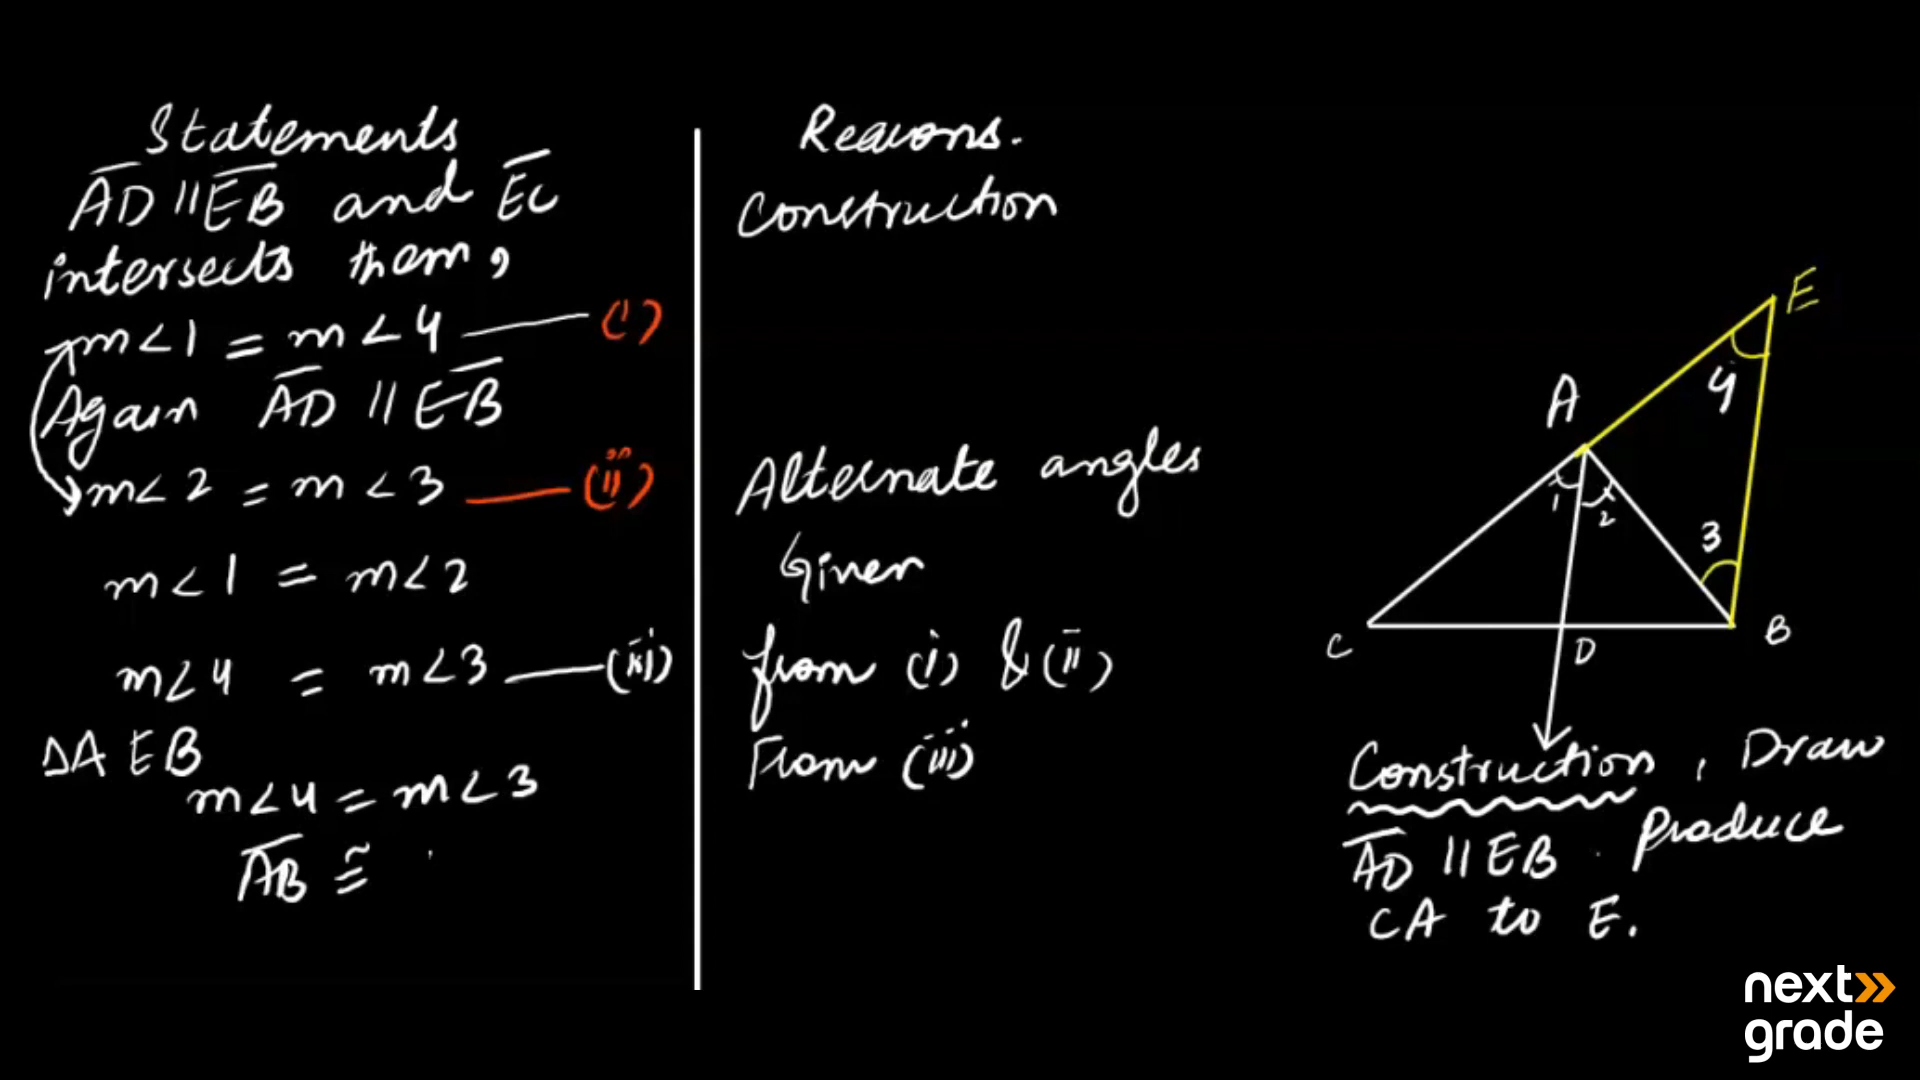 Statements
AD || EB and EC
intersects them,
m<1 = m<4 —— (i)
Again AD || EB
m<2 = m<3 —— (ii)
m<1 = m<2
m<4 = m<3 —— (iii)
ΔAEB
m<4 = m<3
AB ≅
Reasons.
Construction
Alternate angles
Given
from (i) & (ii)
From (iii)
E
4
A
1
2
3
C
D
B
Construction, Draw
AD || EB. Produce
CA to E.
next
grade